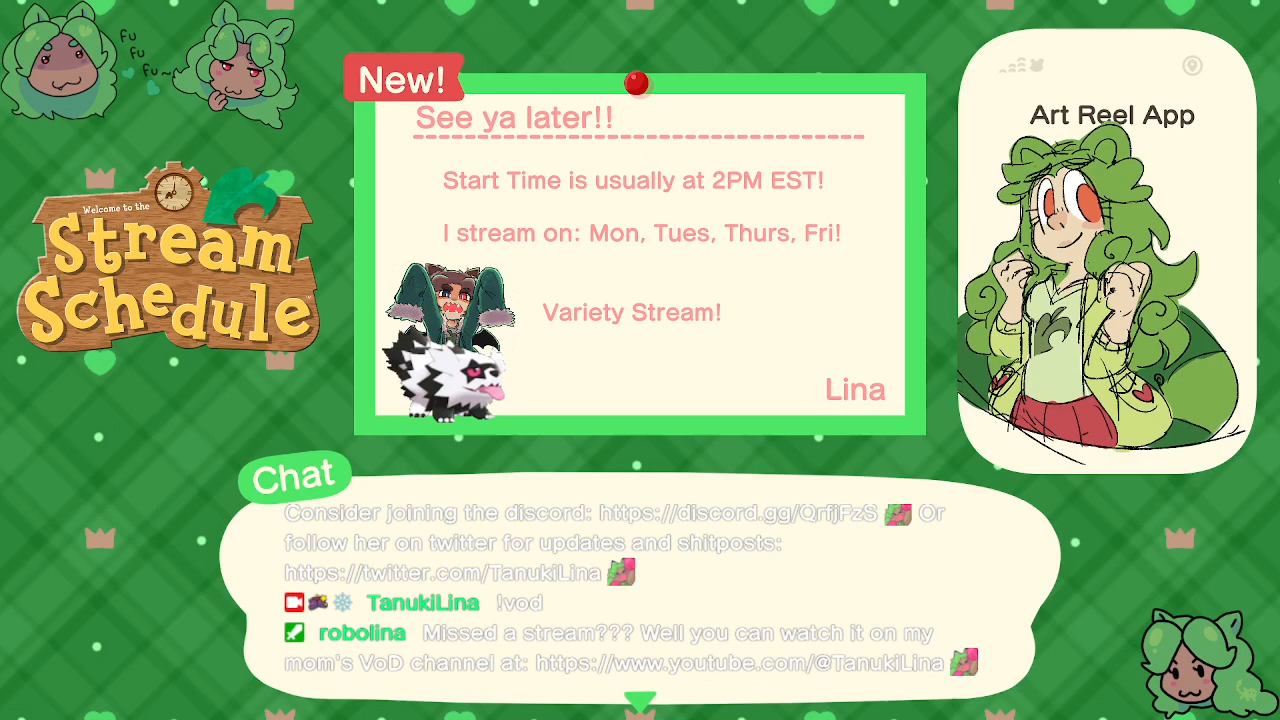 Fu
Fu
Fu~
New!
See ya later!!
Start Time is usually at 2PM EST!
I stream on: Mon, Tues, Thurs, Fri!
Variety Stream!
Lina
Welcome to the
Stream
Schedule
Art Reel App
Chat
Consider joining the discord: https://discord.gg/QrfjFzS Or
follow her on twitter for updates and shitposts:
https://twitter.com/TanukiLina
TanukiLina !vod
robolina Missed a stream??? Well you can watch it on my
mom's VoD channel at: https://www.youtube.com/@TanukiLina